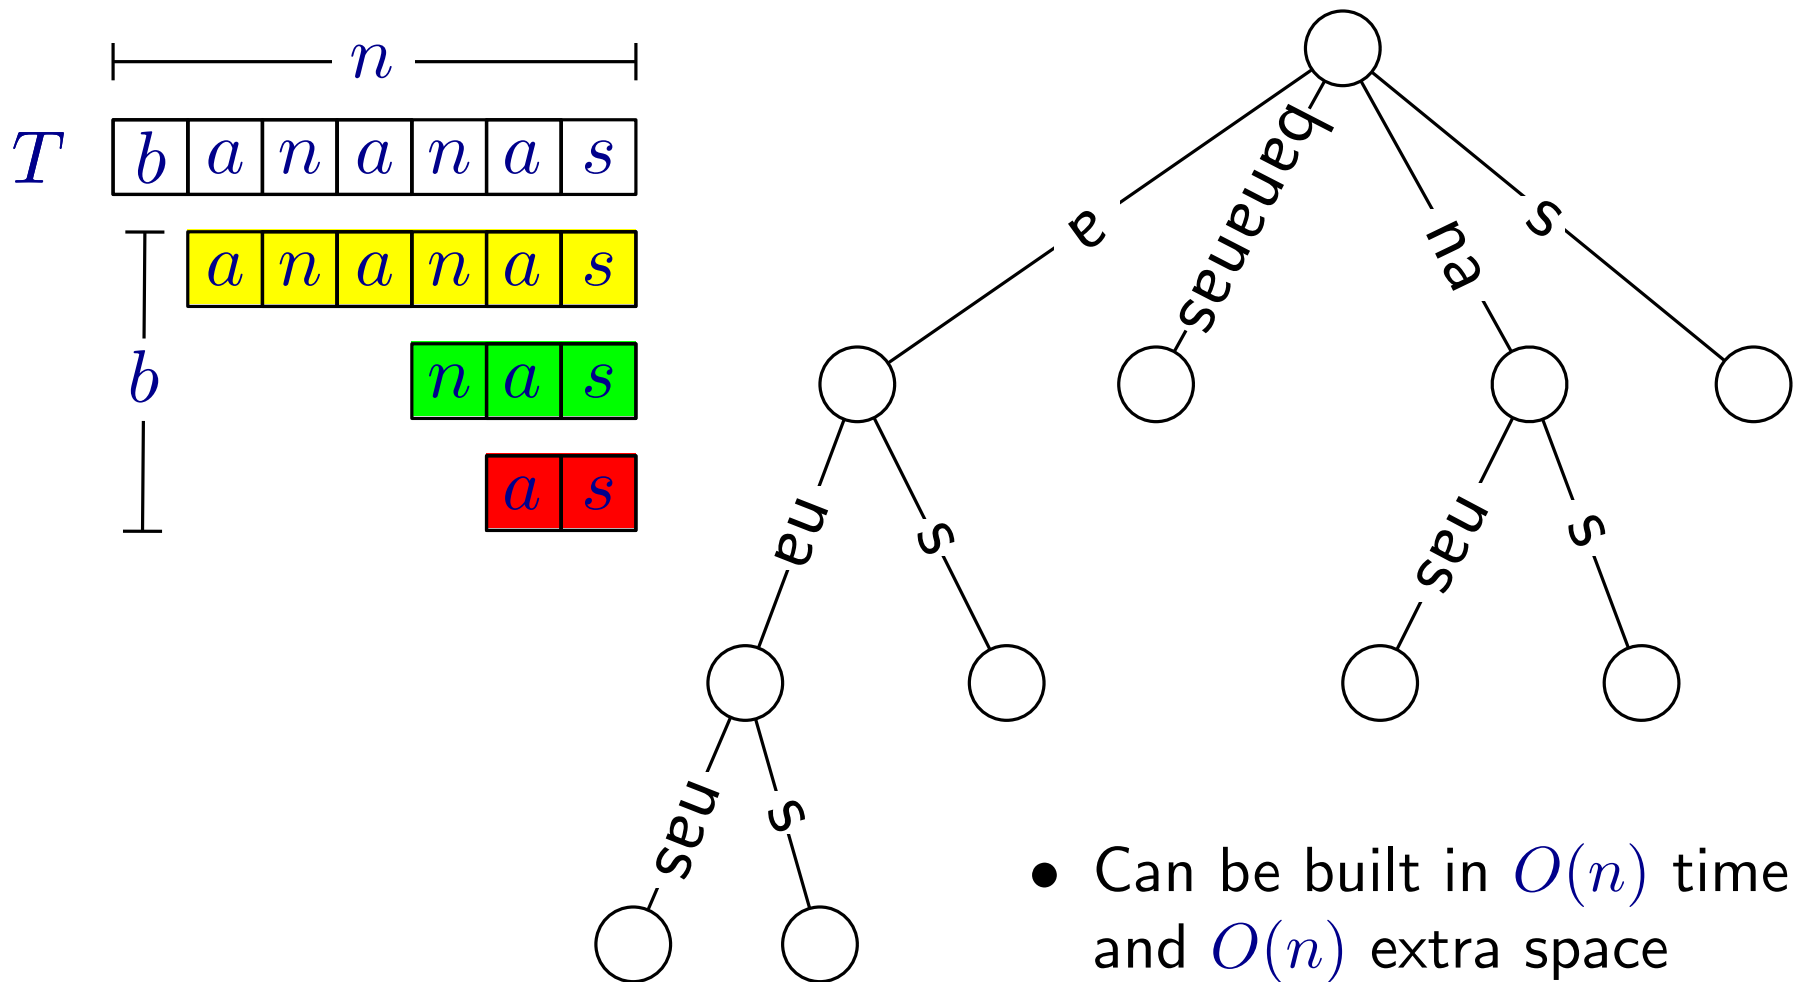 n
T b a n a n a s
a n a n a s
b
n a s
a s
a
bananas
na
s
na
s
nas
s
nas
s
• Can be built in O(n) time
and O(n) extra space